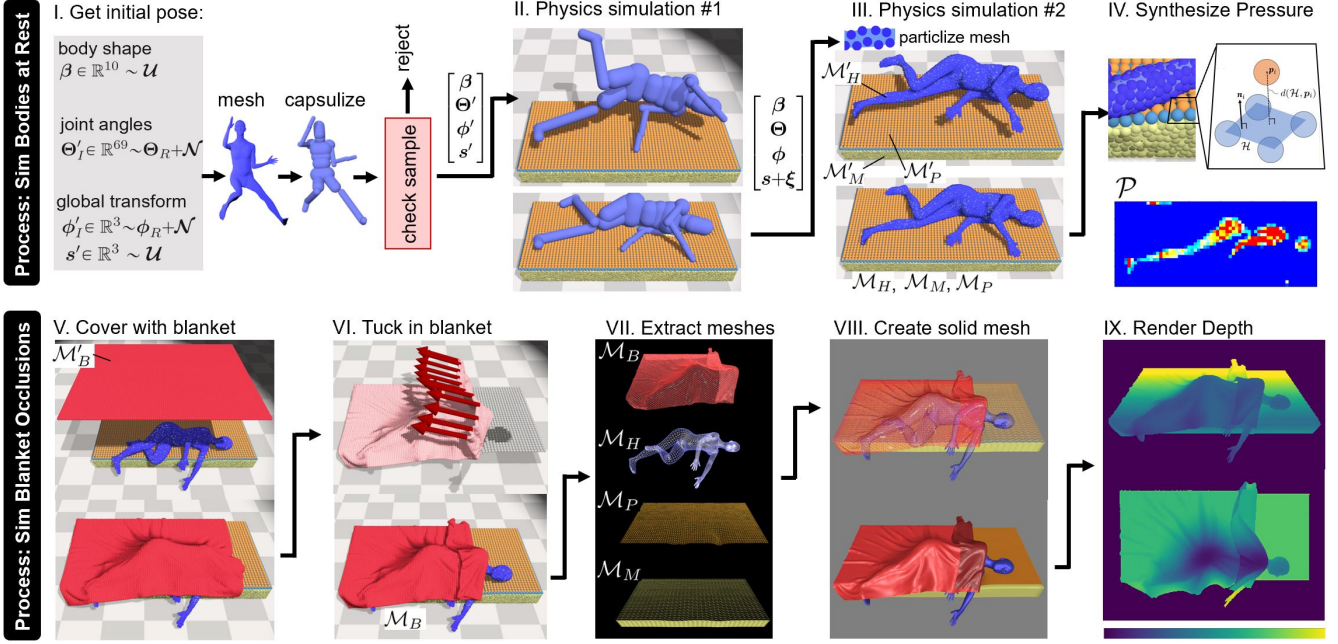 Process: Sim Bodies at Rest
I. Get initial pose:
body shape
β ∈ ℝ¹⁰ ~ 𝒰
joint angles
Θ′_I ∈ ℝ⁶⁹ ~ Θ_R + 𝒩
global transform
ϕ′_I ∈ ℝ³ ~ ϕ_R + 𝒩
s′ ∈ ℝ³ ~ 𝒰
mesh
capsulize
reject
check sample
β
Θ′
ϕ′
s′
II. Physics simulation #1
β
Θ
ϕ
s+ξ
III. Physics simulation #2
particlize mesh
ℳ′_H
ℳ′_M
ℳ′_P
ℳ_H, ℳ_M, ℳ_P
IV. Synthesize Pressure
p_i
n_i
d(ℋ, p_i)
ℋ
𝒫
Process: Sim Blanket Occlusions
V. Cover with blanket
ℳ′_B
VI. Tuck in blanket
ℳ_B
VII. Extract meshes
ℳ_B
ℳ_H
ℳ_P
ℳ_M
VIII. Create solid mesh
IX. Render Depth